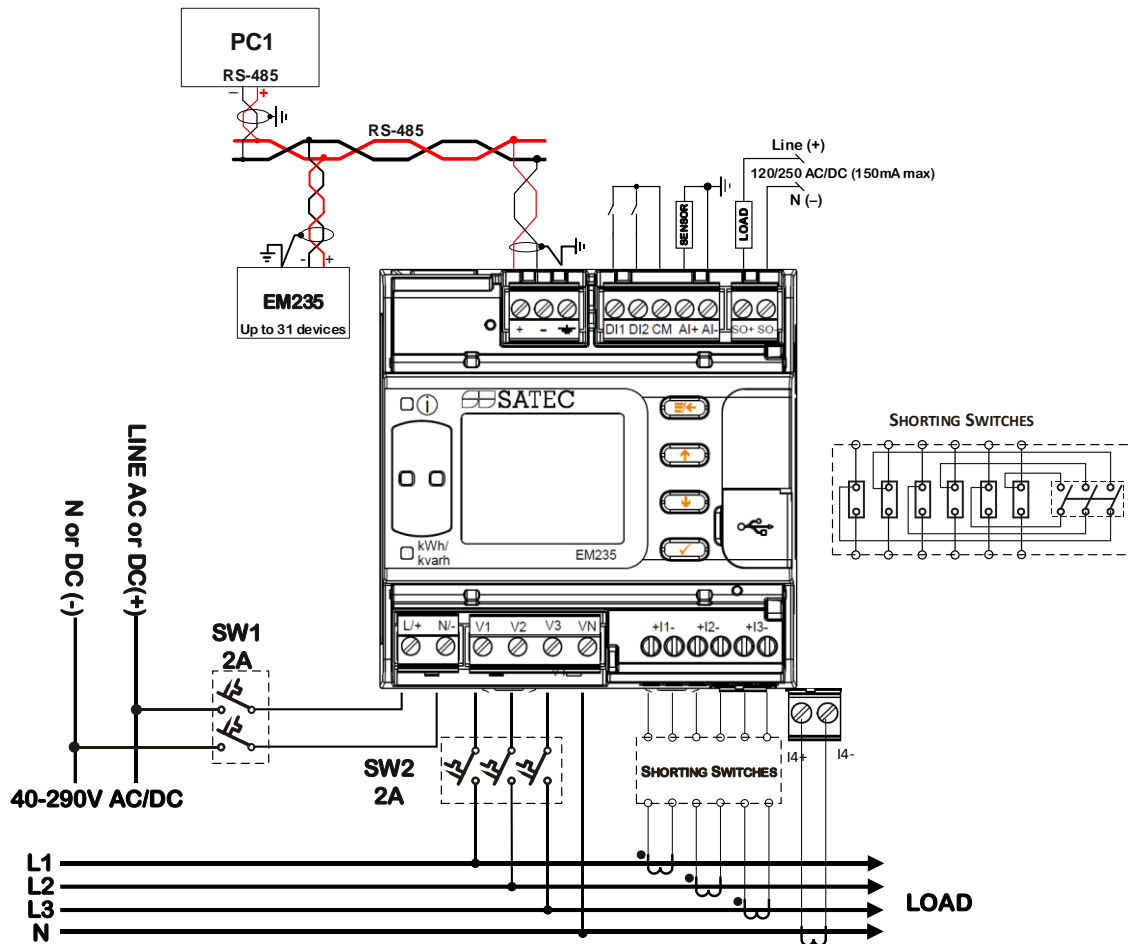 PC1
RS-485
– +
RS-485
Line (+)
120/250 AC/DC (150mA max)
N (–)
SENSOR
LOAD
- +
EM235
Up to 31 devices
+ –
DI1 DI2 CM AI+ AI-
SO+ SO-
i
SATEC
SHORTING SWITCHES
kWh/
kvarh
EM235
N or DC (-)
LINE AC or DC(+)
L/+ N/-
V1 V2 V3 VN
+I1- +I2- +I3-
SW1
2A
I4+ I4-
SW2
2A
SHORTING SWITCHES
40-290V AC/DC
L1
L2
L3
N
LOAD